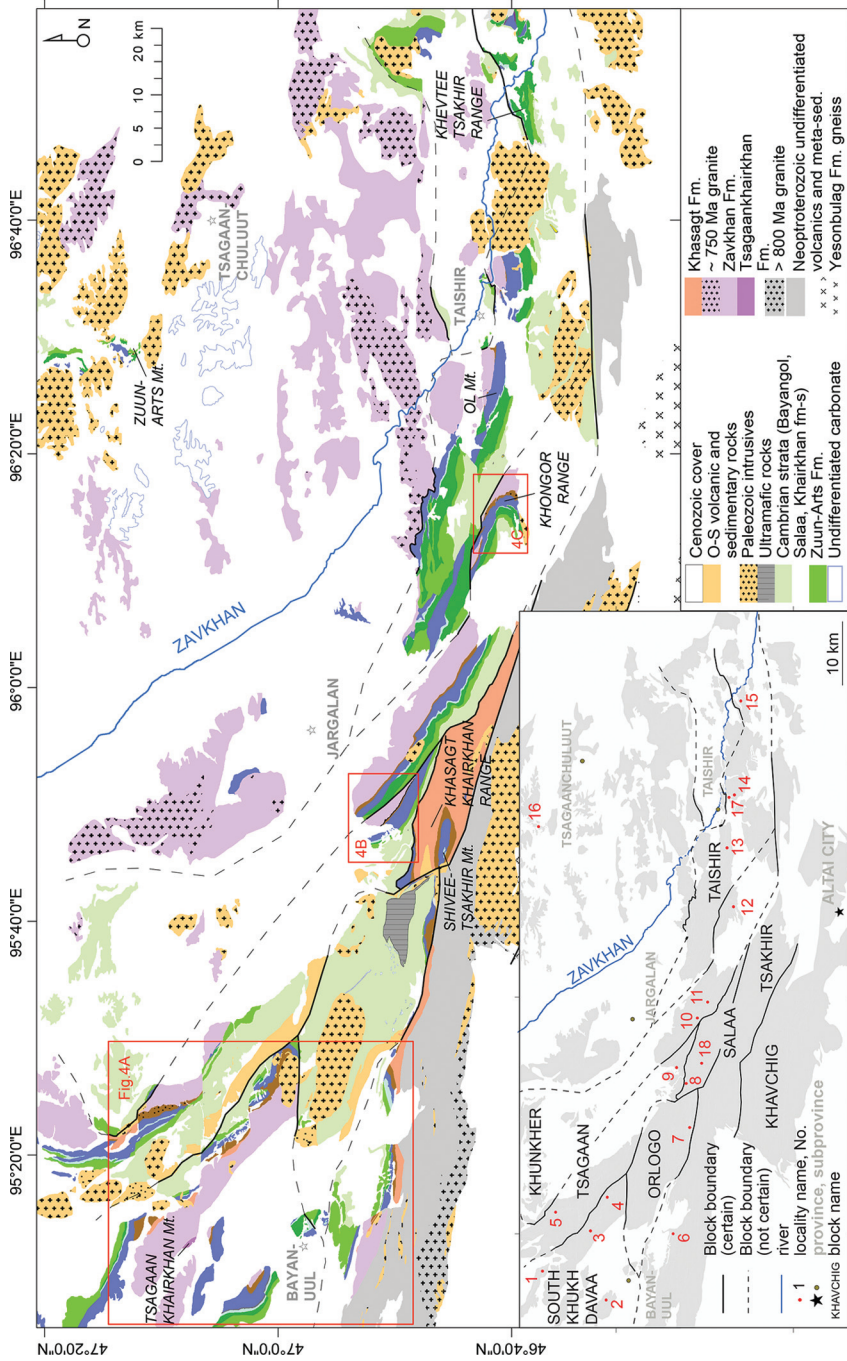 96°40'0"E
96°20'0"E
96°0'0"E
95°40'0"E
95°20'0"E
47°20'0"N
47°0'0"N
46°40'0"N
N
0 5 10 20 km
ZUUN-
ARTS Mt.
TSAGAAN
CHULUUT
KHEVTEE
TSAKHIR
RANGE
TAISHIR
OL Mt.
KHONGOR
RANGE
4C
ZAVKHAN
JARGALAN
4B
KHASAGT
KHAIRKHAN
RANGE
SHIVEE-
TSAKHIR Mt.
Fig.4A
TSAGAAN
KHAIRKHAN Mt.
BAYAN-
UUL
Cenozoic cover
O-S volcanic and
sedimentary rocks
Paleozoic intrusives
Ultramafic rocks
Cambrian strata (Bayangol,
Salaa, Khairkhan fm-s)
Zuun-Arts Fm.
Undifferentiated carbonate
Khasagt Fm.
~ 750 Ma granite
Zavkhan Fm.
Tsagaankhairkhan
Fm.
> 800 Ma granite
Neoptroterozoic undifferentiated
volcanics and meta-sed.
Yesonbulag Fm. gneiss
KHUNKHER
TSAGAAN
SOUTH
KHUKH
DAVAA
ORLOGO
BAYAN-
UUL
SALAA
TSAKHIR
KHAVCHIG
TAISHIR
TAISHIR
JARGALAN
TSAGAANCHULUUT
ZAVKHAN
ALTAI CITY
1
2
3
4
5
6
7
8
9
10
11
12
13
14
15
16
17
18
10 km
Block boundary
(certain)
Block boundary
(not certain)
river
1 locality name, No.
province, subprovince
KHAVCHIG block name